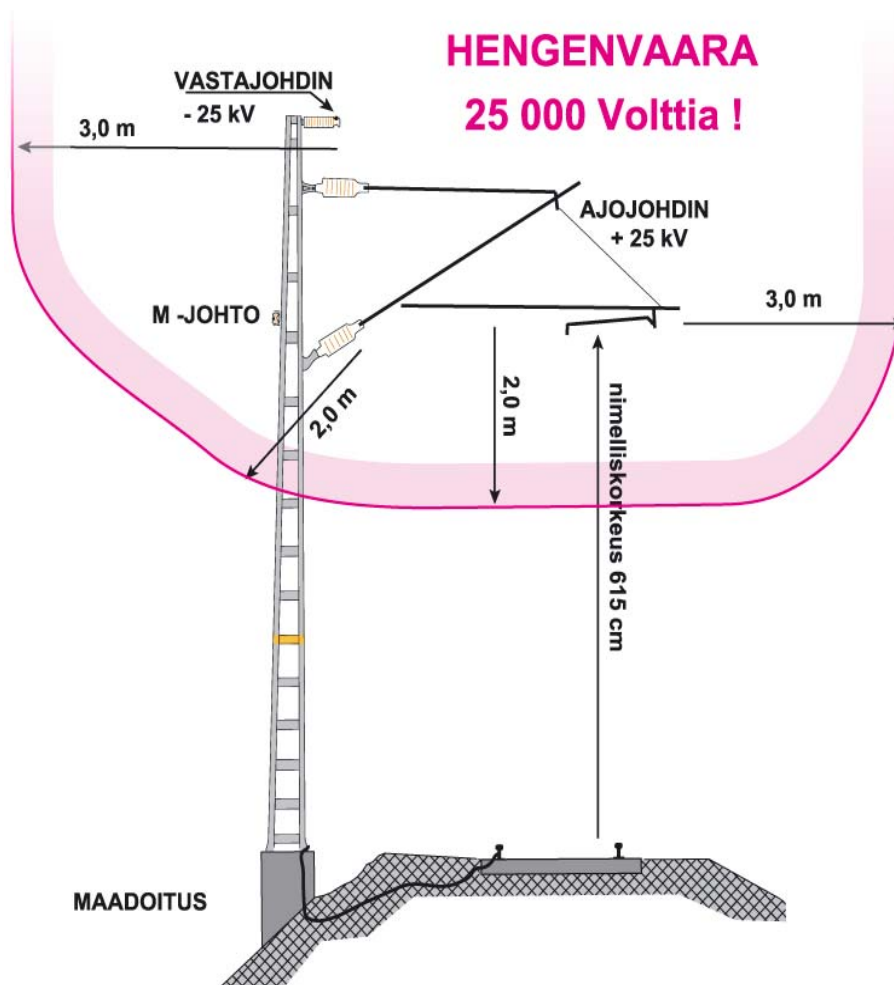 HENGENVAARA
25 000 Volttia !
VASTAJOHDIN
- 25 kV
3,0 m
AJOJOHDIN
+ 25 kV
M -JOHTO
3,0 m
2,0 m
2,0 m
nimelliskorkeus 615 cm
MAADOITUS